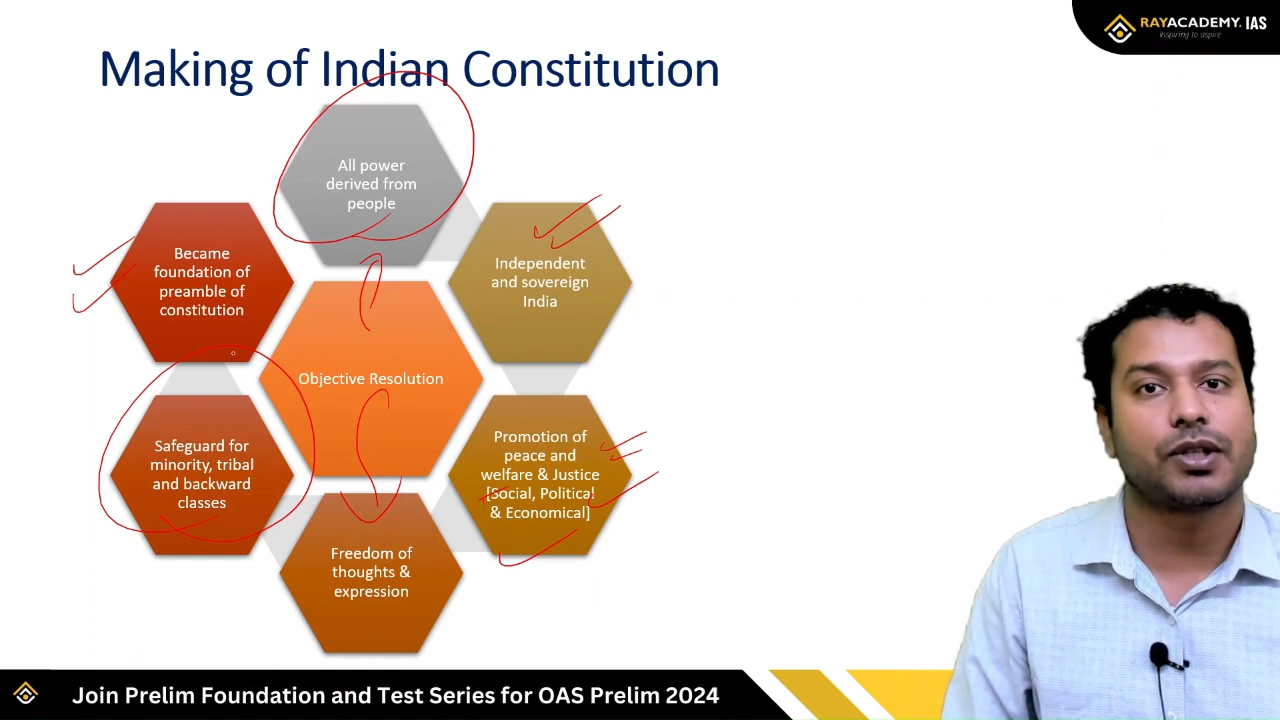 RAYACADEMY. IAS
Inspiring to aspire
Making of Indian Constitution
All power
derived from
people
Independent
and sovereign
India
Promotion of
peace and
welfare & Justice
[Social, Political
& Economical]
Freedom of
thoughts &
expression
Safeguard for
minority, tribal
and backward
classes
Became
foundation of
preamble of
constitution
Objective Resolution
Join Prelim Foundation and Test Series for OAS Prelim 2024